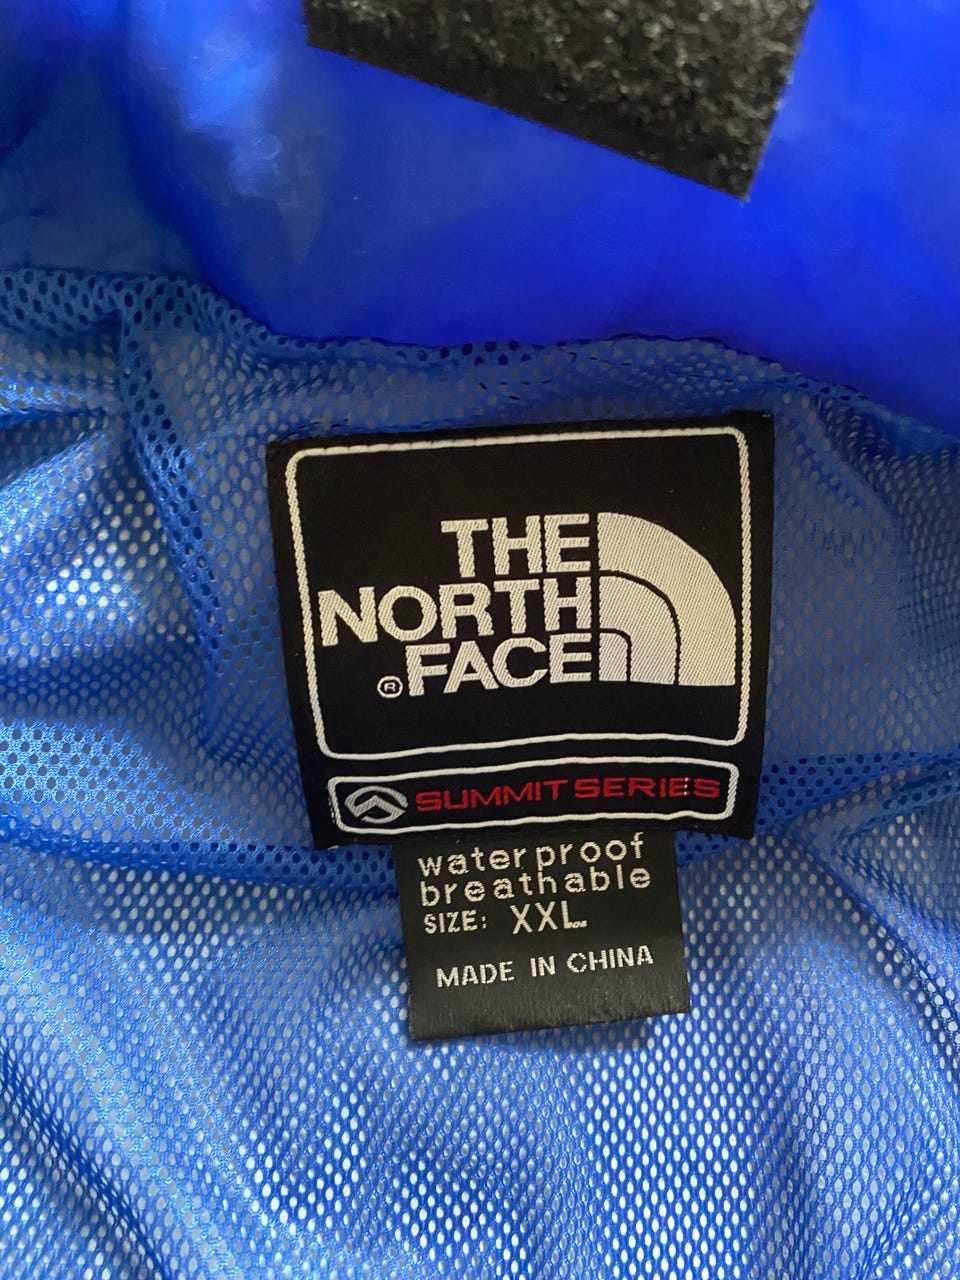 THE
NORTH
FACE
®
SUMMIT SERIES
waterproof
breathable
SIZE: XXL
MADE IN CHINA